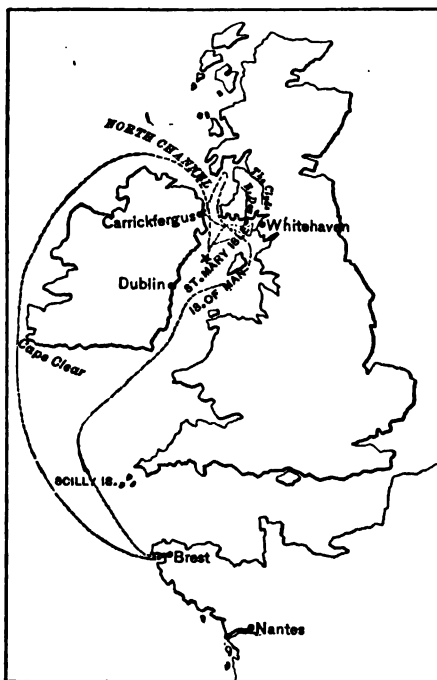 NORTH CHANNEL
The Clyde
Carrickfergus
Whitehaven
ST. MARY ISLE
Dublin
IS. OF MAN
Cape Clear
SCILLY IS.
Brest
Nantes